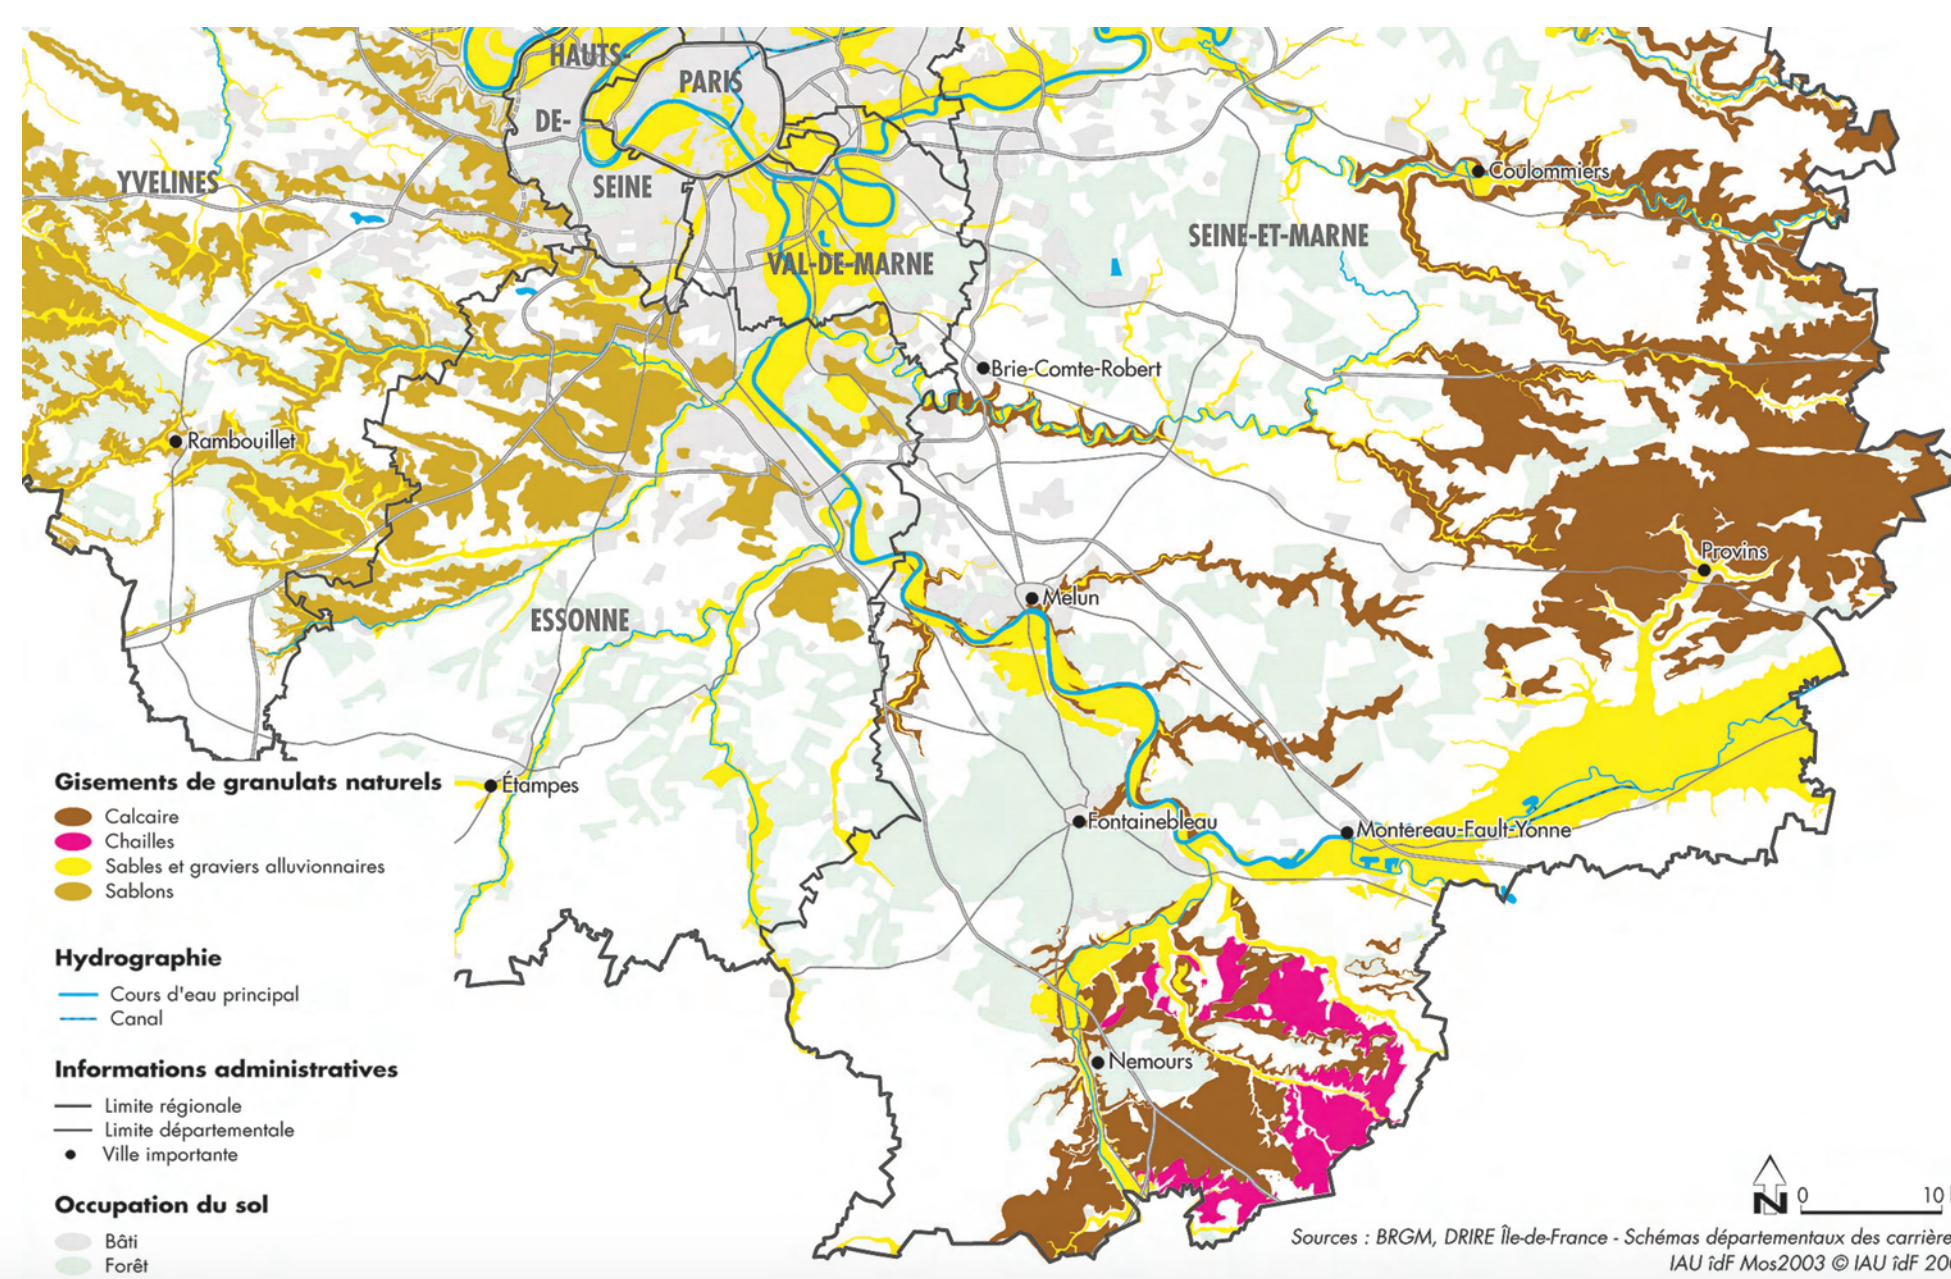 HAUTS-
PARIS
DE-
SEINE
YVELINES
VAL-DE-MARNE
SEINE-ET-MARNE
Coulommiers
Brie-Comte-Robert
Rambouillet
Provins
Melun
ESSONNE
Étampes
Fontainebleau
Montereau-Fault-Yonne
Nemours
Gisements de granulats naturels
Calcaire
Chailles
Sables et graviers alluvionnaires
Sablons
Hydrographie
Cours d'eau principal
Canal
Informations administratives
Limite régionale
Limite départementale
Ville importante
Occupation du sol
Bâti
Forêt
N
0 10
Sources : BRGM, DRIRE Île-de-France - Schémas départementaux des carrière
IAU îdF Mos2003 © IAU îdF 20